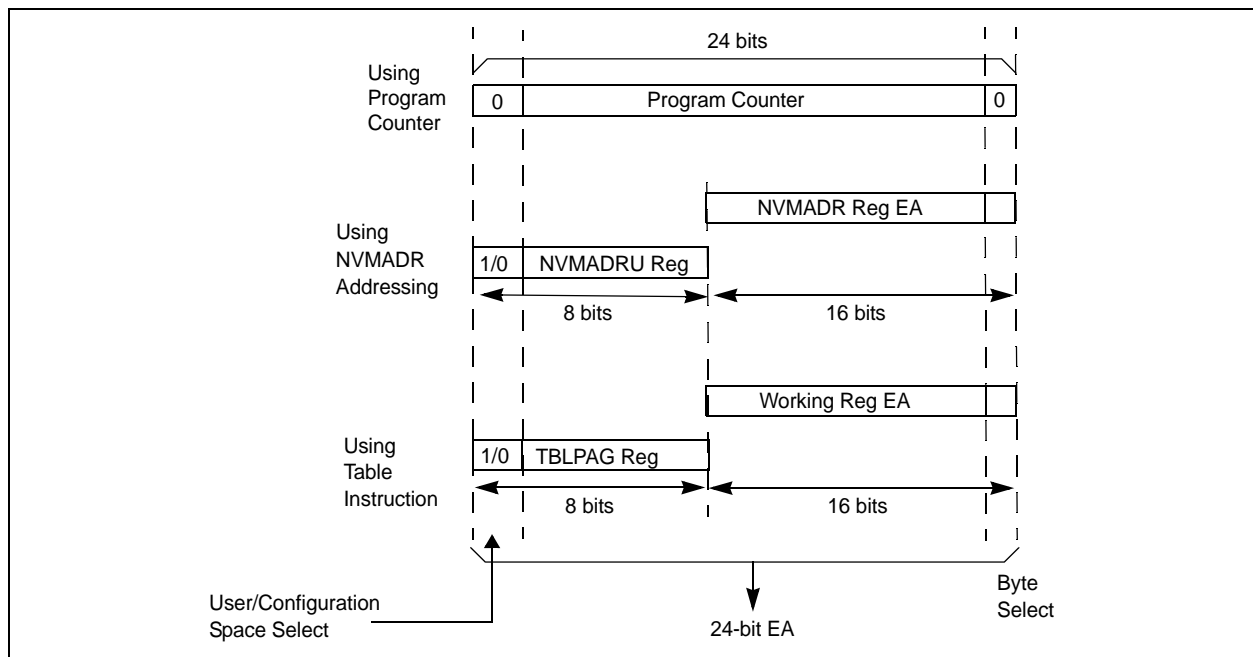 24 bits
Using
Program
Counter
0
Program Counter
0
NVMADR Reg EA
Using
NVMADR
Addressing
1/0
NVMADRU Reg
8 bits
16 bits
Working Reg EA
Using
Table
Instruction
1/0
TBLPAG Reg
8 bits
16 bits
User/Configuration
Space Select
24-bit EA
Byte
Select